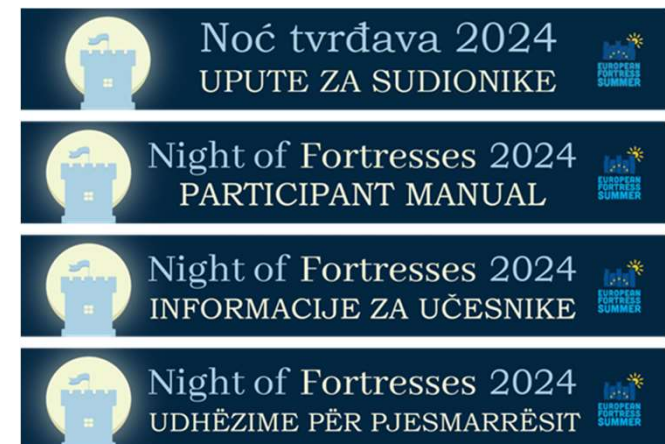 Noć tvrđava 2024
UPUTE ZA SUDIONIKE
EUROPEAN
FORTRESS
SUMMER
Night of Fortresses 2024
PARTICIPANT MANUAL
EUROPEAN
FORTRESS
SUMMER
Night of Fortresses 2024
INFORMACIJE ZA UČESNIKE
EUROPEAN
FORTRESS
SUMMER
Night of Fortresses 2024
UDHËZIME PËR PJESMARRËSIT
EUROPEAN
FORTRESS
SUMMER